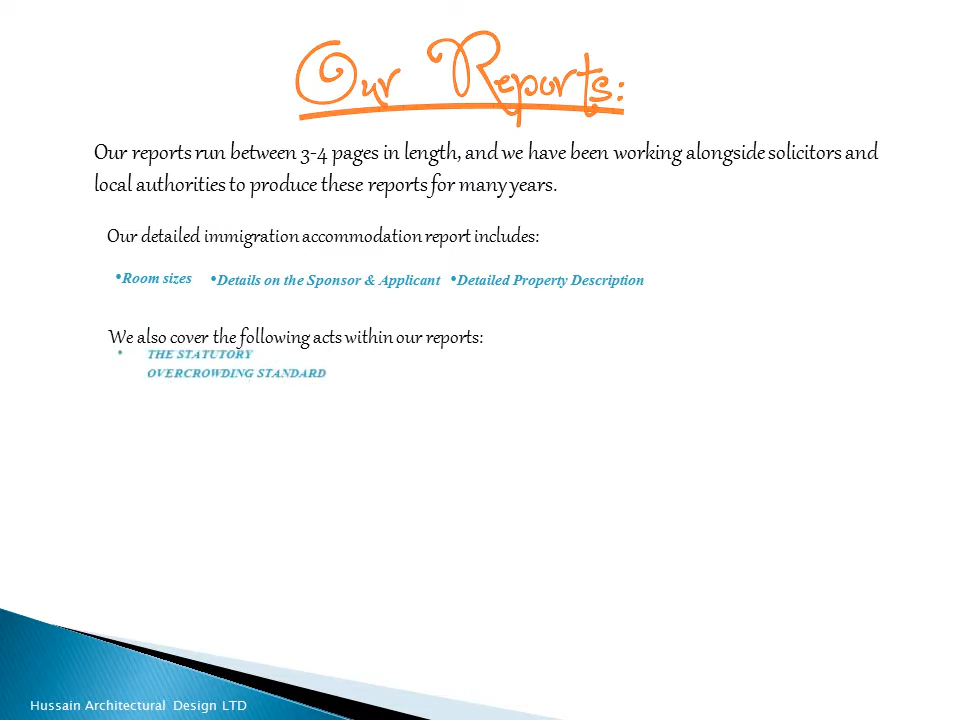 Our Reports:
Our reports run between 3-4 pages in length, and we have been working alongside solicitors and
local authorities to produce these reports for many years.
Our detailed immigration accommodation report includes:
•Room sizes •Details on the Sponsor & Applicant •Detailed Property Description
We also cover the following acts within our reports:
• THE STATUTORY
OVERCROWDING STANDARD
Hussain Architectural Design LTD